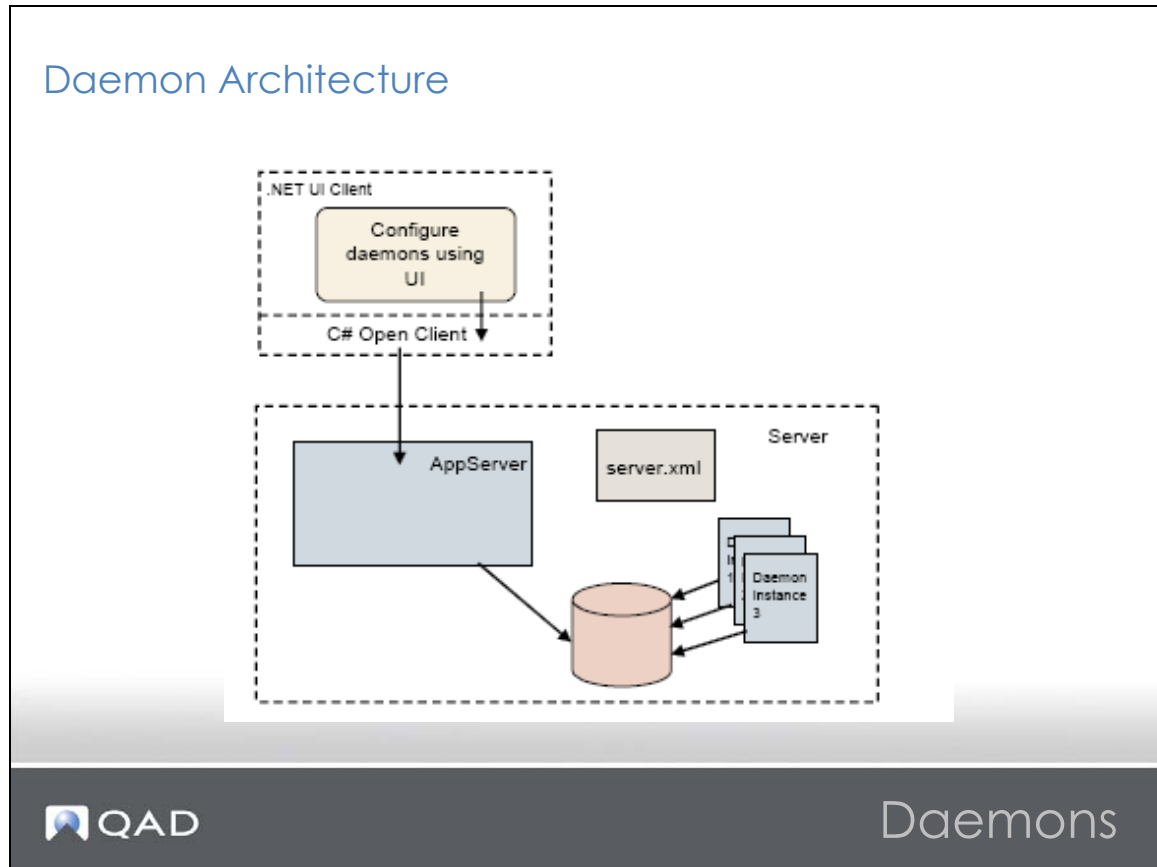 Daemon Architecture
.NET UI Client
Configure
daemons using
UI
C# Open Client
Server
AppServer
server.xml
1
Daemon
Instance
3
QAD
Daemons